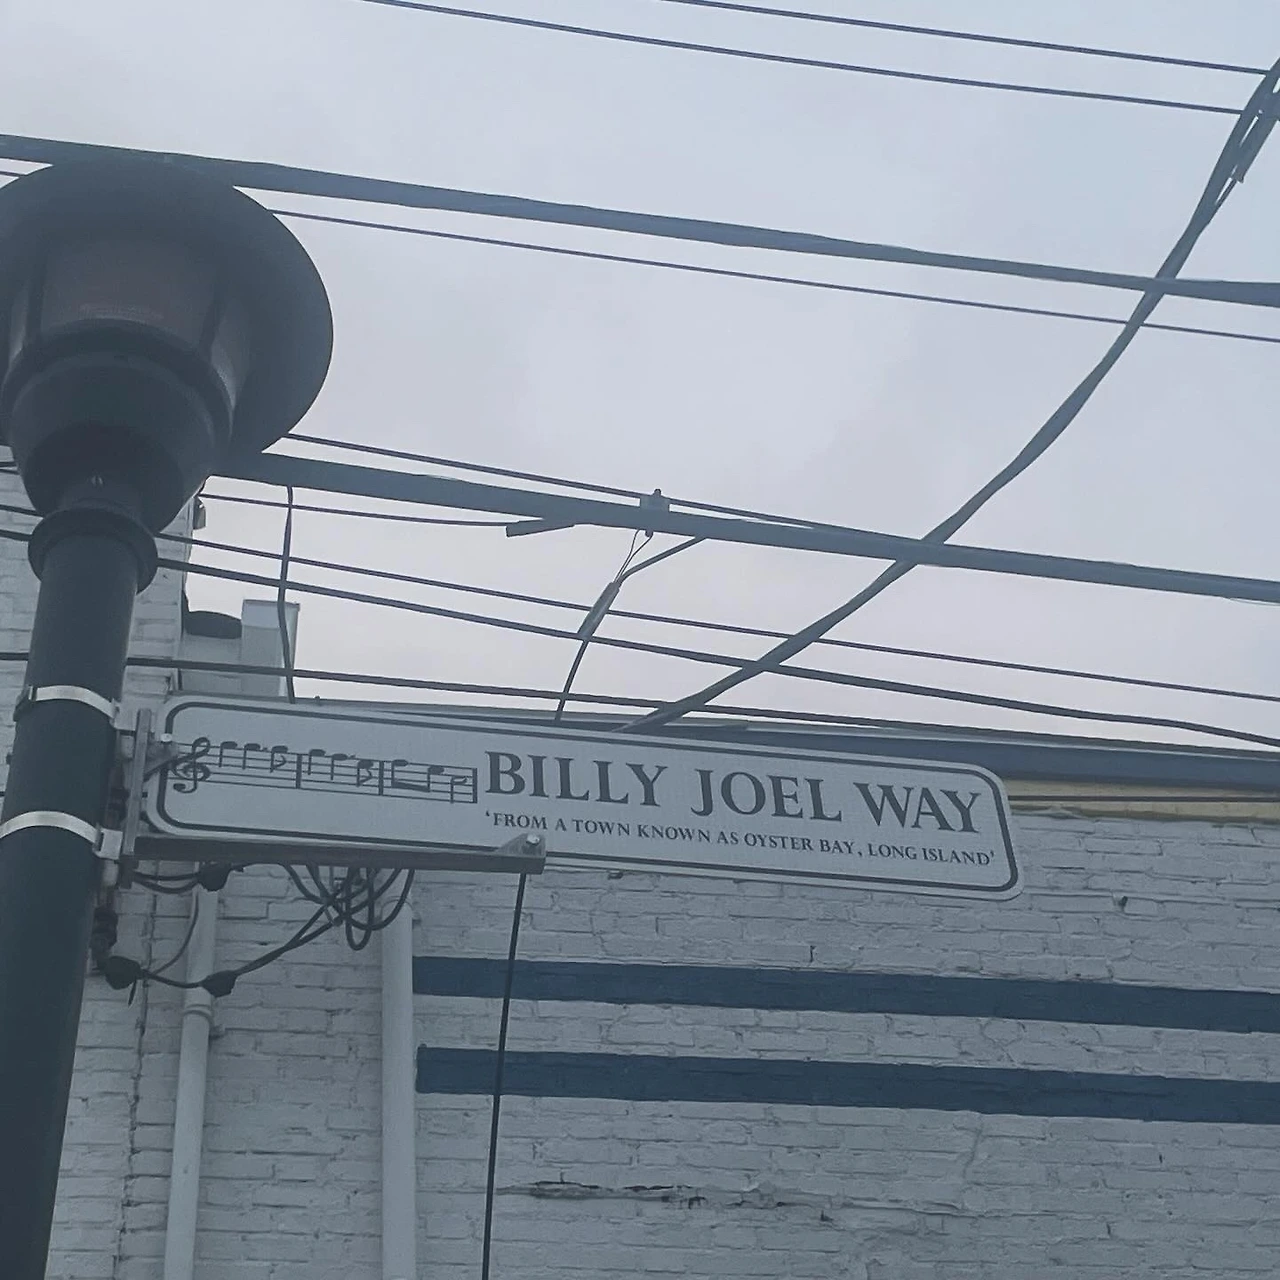 BILLY JOEL WAY
'FROM A TOWN KNOWN AS OYSTER BAY, LONG ISLAND'